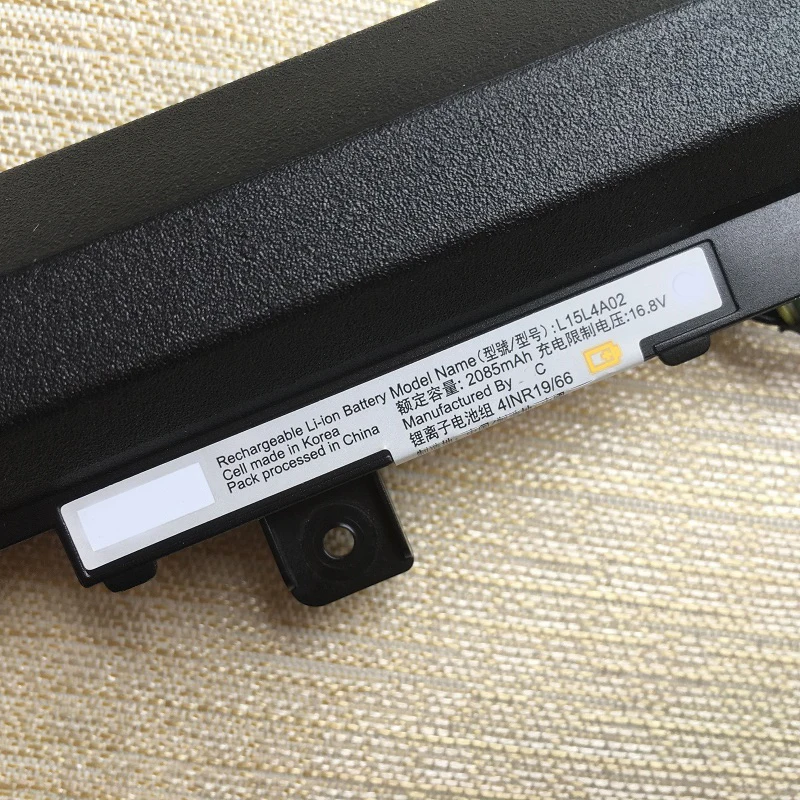 Rechargeable Li-ion Battery
Cell made in Korea
Pack processed in China
Model Name(型號/型号):L15L4A02
额定容量: 2085mAh 充电限制电压:16.8V
Manufactured By C
锂离子电池组 4INR19/66